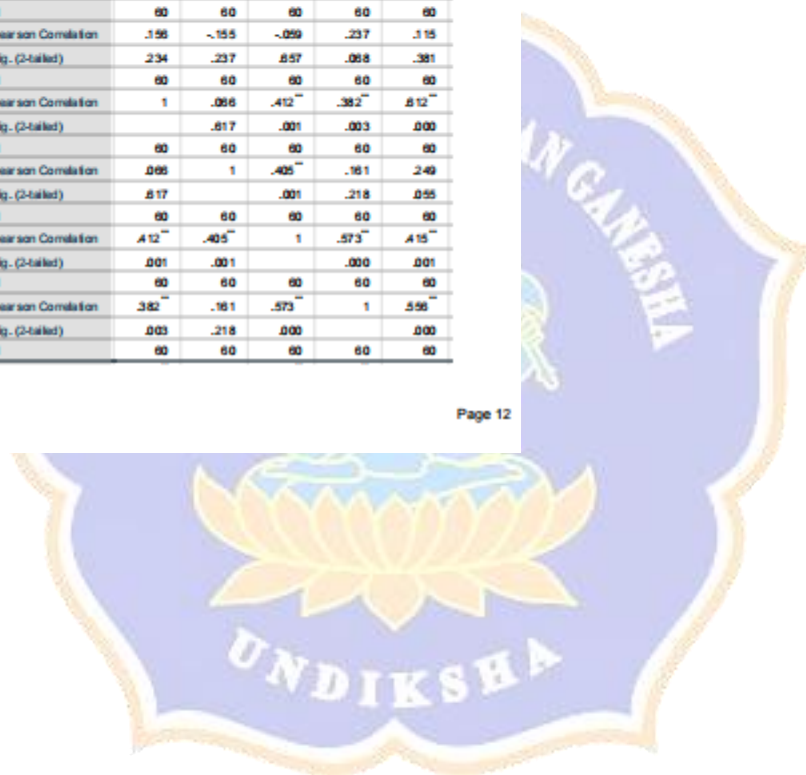 60 60 60 60 60
earson Correlation .156 -.155 -.059 .237 .115
ig. (2-tailed) .234 .237 .657 .068 .381
60 60 60 60 60
earson Correlation 1 .066 .412** .382** .612**
ig. (2-tailed) .617 .001 .003 .000
60 60 60 60 60
earson Correlation .066 1 .405** -.161 .249
ig. (2-tailed) .617 .001 .218 .055
60 60 60 60 60
earson Correlation .412** .405** 1 .573** .415**
ig. (2-tailed) .001 .001 .000 .001
60 60 60 60 60
earson Correlation .382** -.161 .573** 1 .556**
ig. (2-tailed) .003 .218 .000 .000
60 60 60 60 60
Page 12
AN GANESHA
UNDIKSHA